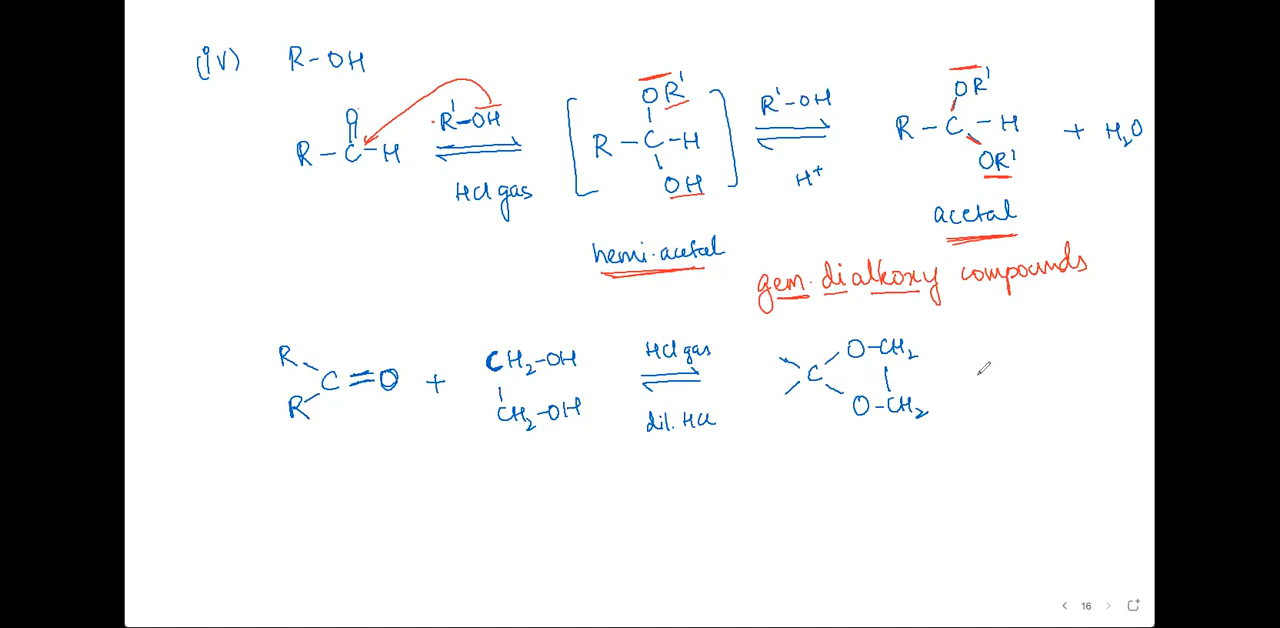 (iv) R-OH
R-C(=O)-H ⇌ [R-C(OR')(OH)-H] ⇌ R-C(OR')(OR')-H + H₂O
R'-OH
HCl gas
R'-OH
H⁺
hemi-acetal
acetal
gem. dialkoxy compounds
R R C=O + CH₂-OH CH₂-OH ⇌ C O-CH₂ O-CH₂
HCl gas
dil. HCl
16